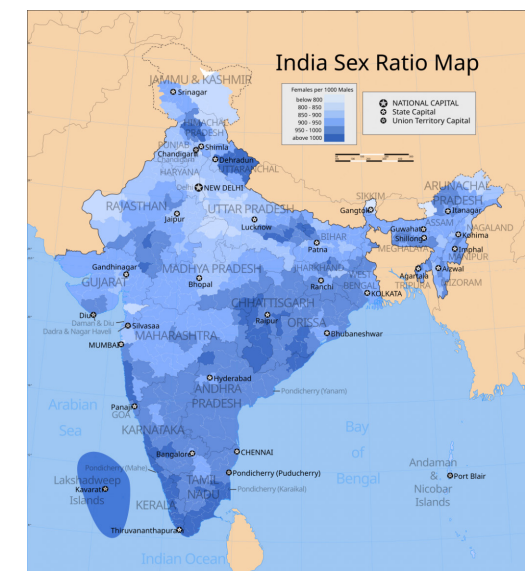 India Sex Ratio Map
Females per 1000 Males
below 800
800 - 850
850 - 900
900 - 950
950 - 1000
above 1000
NATIONAL CAPITAL
State Capital
Union Territory Capital
JAMMU & KASHMIR
Srinagar
HIMACHAL
PRADESH
Shimla
PUNJAB
Chandigarh
Chandigarh
Dehradun
UTTARANCHAL
HARYANA
Delhi
NEW DELHI
RAJASTHAN
Jaipur
UTTAR PRADESH
Lucknow
SIKKIM
Gangtok
ARUNACHAL
PRADESH
Itanagar
ASSAM
Guwahati
NAGALAND
Shillong
Kohima
MEGHALAYA
Imphal
MANIPUR
BIHAR
Patna
Agartala
Aizwal
TRIPURA
MIZORAM
Gandhinagar
GUJARAT
MADHYA PRADESH
Bhopal
JHARKHAND
Ranchi
WEST
BENGAL
KOLKATA
CHHATTISGARH
Raipur
ORISSA
Bhubaneshwar
Diu
Daman & Diu
Dadra & Nagar Haveli
Silvasaa
MAHARASHTRA
MUMBAI
Hyderabad
ANDHRA
PRADESH
Pondicherry (Yanam)
Arabian
Sea
Panaji
GOA
KARNATAKA
Bay
of
Bengal
Bangalore
CHENNAI
Pondicherry (Mahe)
Pondicherry (Puducherry)
Lakshadweep
Islands
Kavarati
TAMIL
NADU
Pondicherry (Karaikal)
Andaman
&
Nicobar
Islands
Port Blair
KERALA
Thiruvananthapuram
Indian Ocean